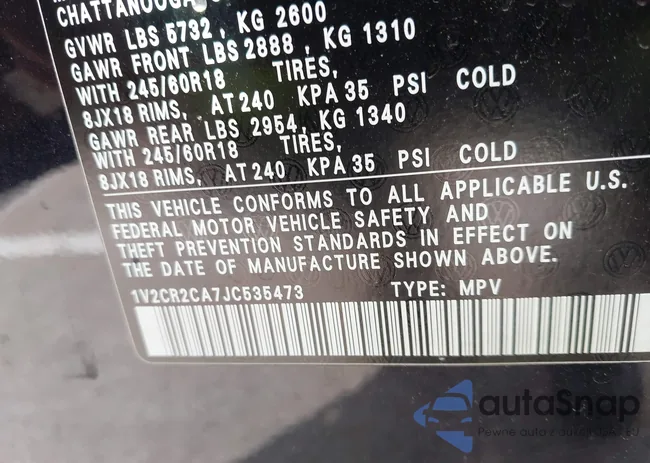 CHATTANOOGA
GVWR LBS 5732 , KG 2600
GAWR FRONT LBS 2888 , KG 1310
WITH 245/60R18 TIRES,
8JX18 RIMS, AT 240 KPA 35 PSI COLD
GAWR REAR LBS 2954, KG 1340
WITH 245/60R18 TIRES,
8JX18 RIMS, AT 240 KPA 35 PSI COLD
THIS VEHICLE CONFORMS TO ALL APPLICABLE U.S.
FEDERAL MOTOR VEHICLE SAFETY AND
THEFT PREVENTION STANDARDS IN EFFECT ON
THE DATE OF MANUFACTURE SHOWN ABOVE.
1V2CR2CA7JC535473 TYPE: MPV
autoSnap
Pewne auto z aukcji